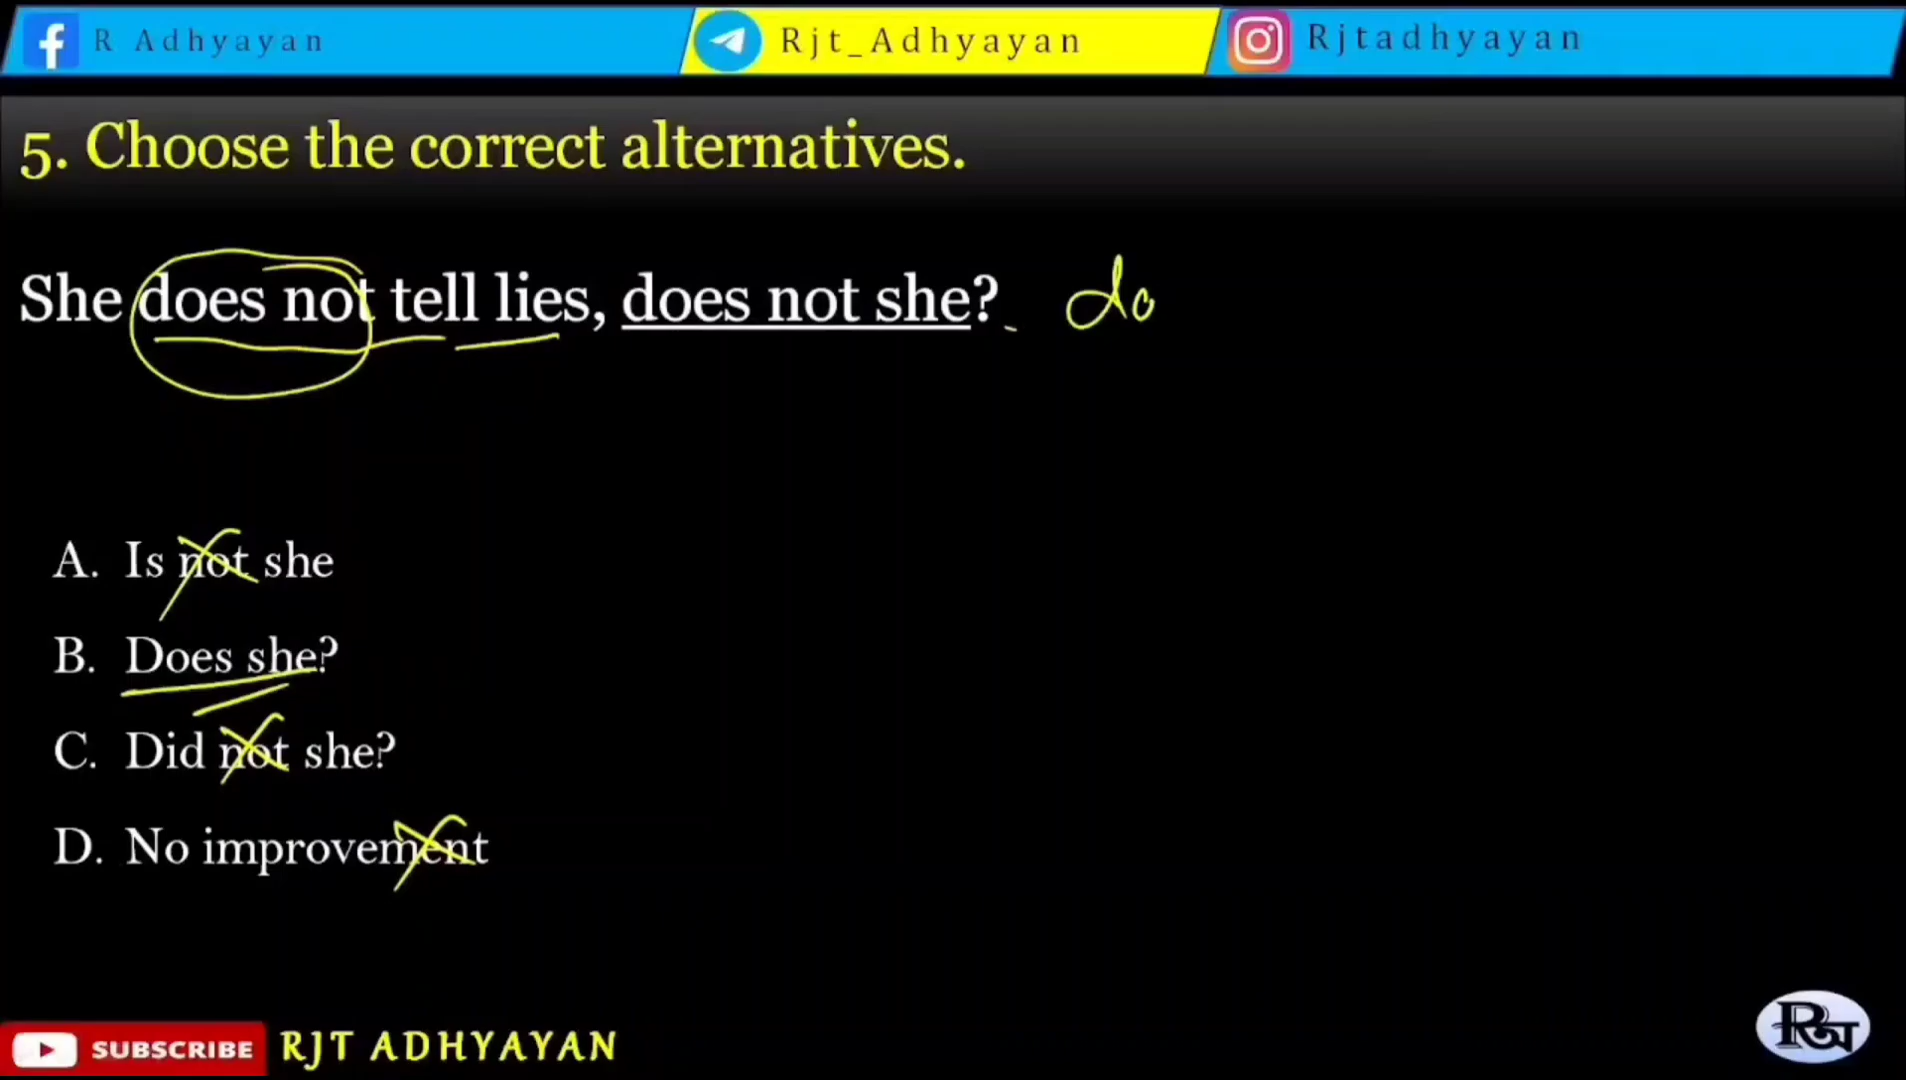 R Adhyayan
Rjt_Adhyayan
Rjtadhyayan
5. Choose the correct alternatives.
She does not tell lies, does not she? do
A. Is not she
B. Does she?
C. Did not she?
D. No improvement
SUBSCRIBE
RJT ADHYAYAN